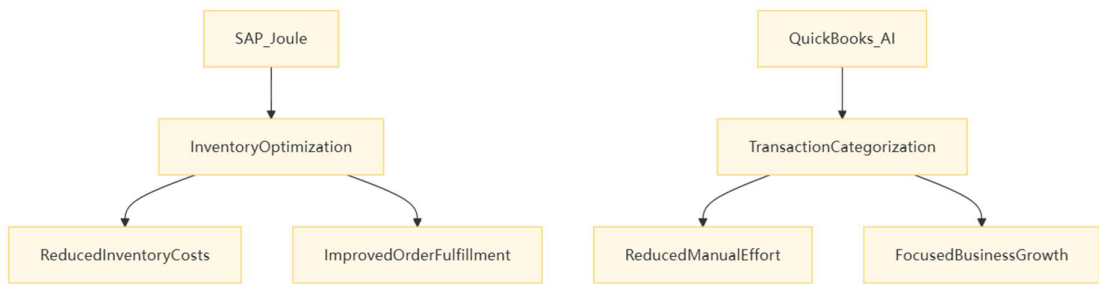 SAP_Joule
QuickBooks_AI
InventoryOptimization
TransactionCategorization
ReducedInventoryCosts
ImprovedOrderFulfillment
ReducedManualEffort
FocusedBusinessGrowth